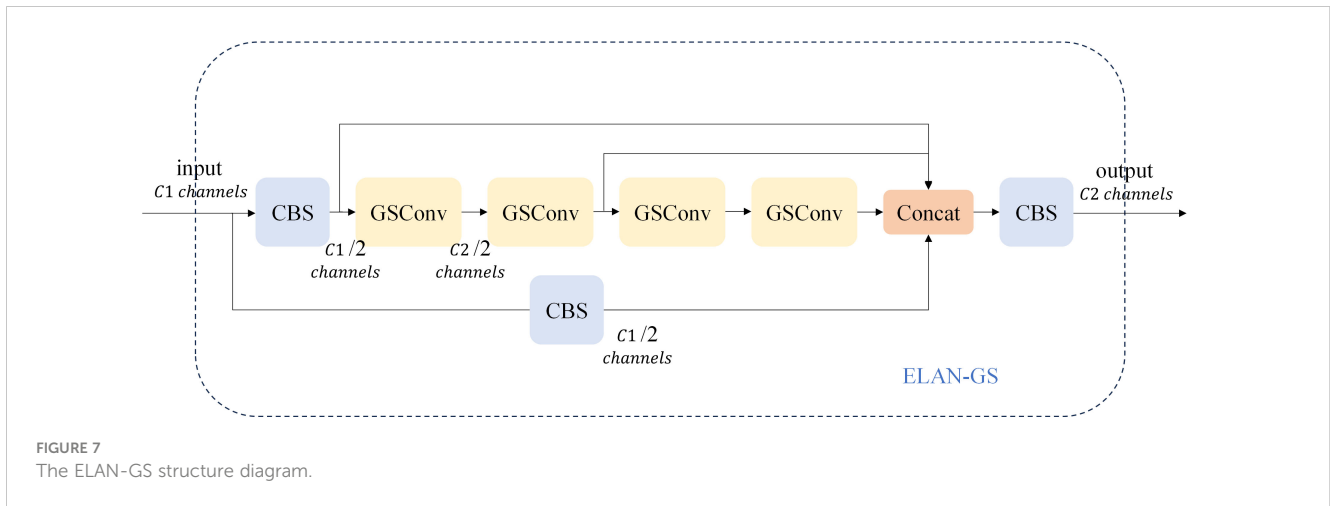 input
C1 channels
CBS
C1/2
channels
GSConv
C2/2
channels
GSConv
GSConv
GSConv
Concat
CBS
output
C2 channels
CBS
C1/2
channels
ELAN-GS
FIGURE 7
The ELAN-GS structure diagram.